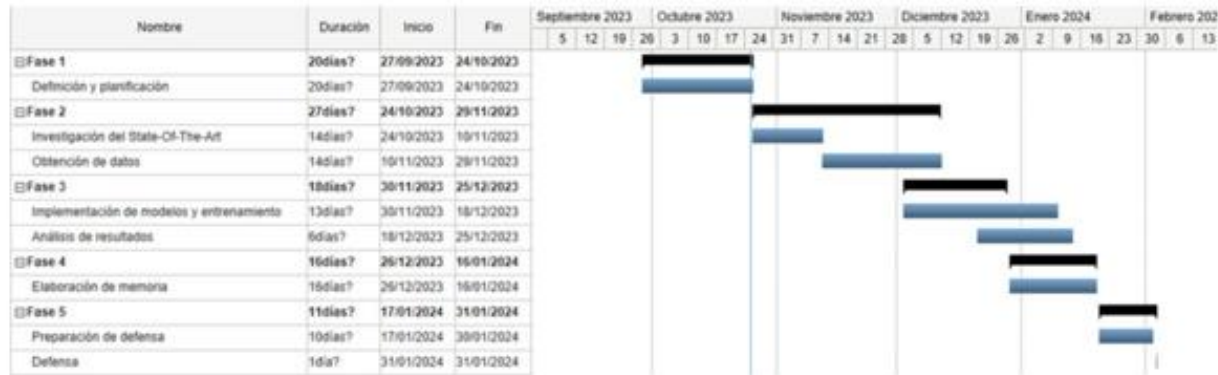 Nombre Duración Inicio Fin Septiembre 2023 Octubre 2023 Noviembre 2023 Diciembre 2023 Enero 2024 Febrero 202
5 12 19 26 3 10 17 24 31 7 14 21 28 5 12 19 26 2 9 16 23 30 6 13
Fase 1 20días? 27/09/2023 24/10/2023
Definición y planificación 20días? 27/09/2023 24/10/2023
Fase 2 27días? 24/10/2023 29/11/2023
Investigación del State-Of-The-Art 14días? 24/10/2023 10/11/2023
Obtención de datos 14días? 10/11/2023 29/11/2023
Fase 3 18días? 30/11/2023 25/12/2023
Implementación de modelos y entrenamiento 13días? 30/11/2023 18/12/2023
Análisis de resultados 6días? 18/12/2023 25/12/2023
Fase 4 16días? 26/12/2023 16/01/2024
Elaboración de memoria 16días? 26/12/2023 16/01/2024
Fase 5 11días? 17/01/2024 31/01/2024
Preparación de defensa 10días? 17/01/2024 30/01/2024
Defensa 1día? 31/01/2024 31/01/2024